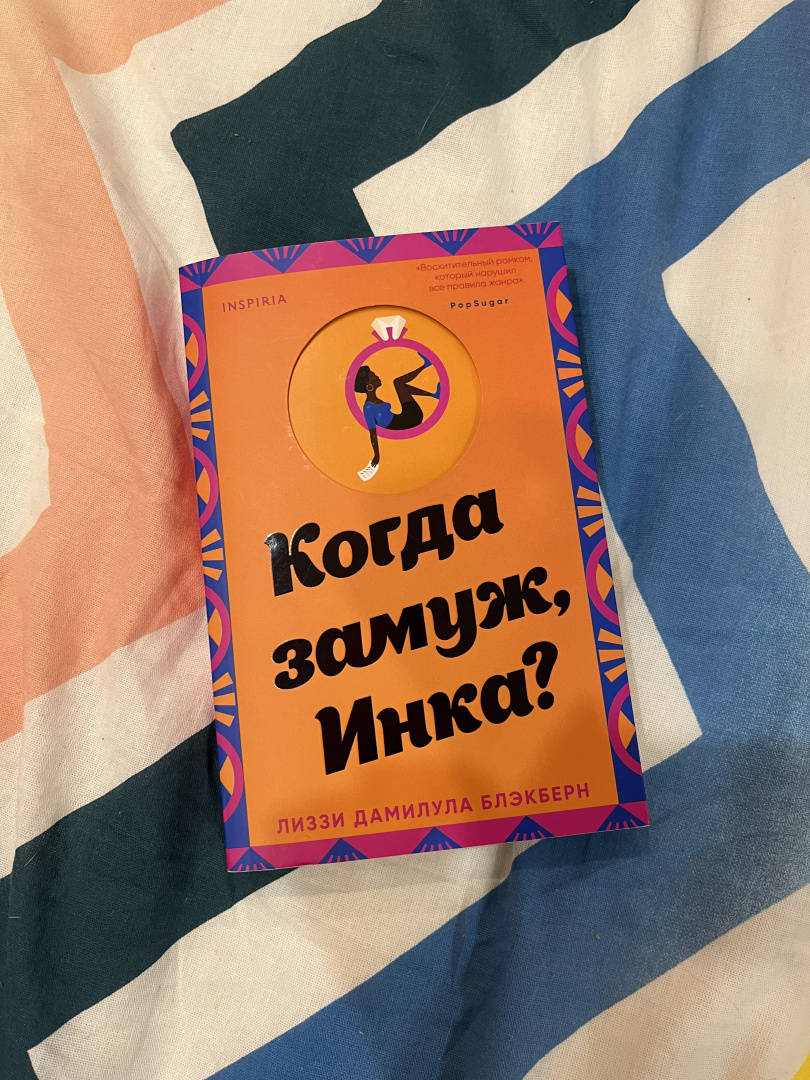 INSPIRIA
«Восхитительный ромком,
который нарушил
все правила жанра».
PopSugar
Когда
замуж,
Инка?
ЛИЗЗИ ДАМИЛУЛА БЛЭКБЕРН